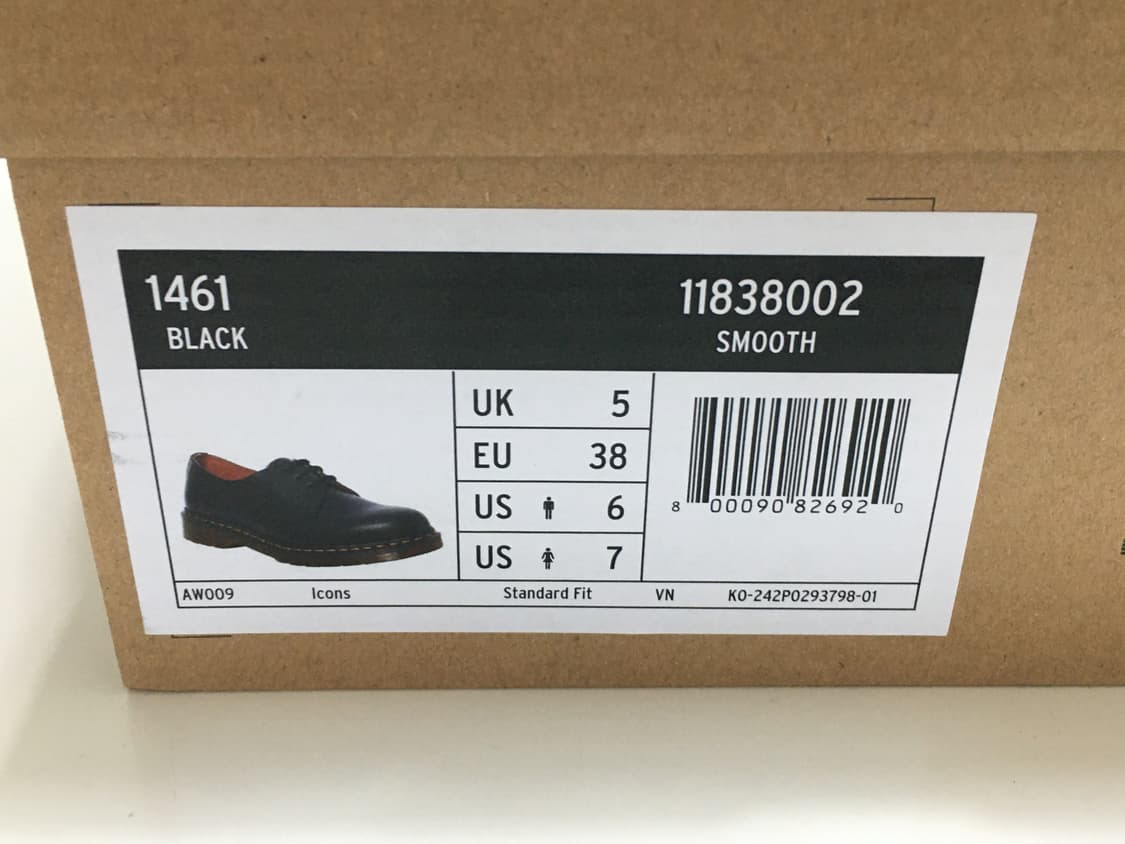 1461 11838002
BLACK SMOOTH
UK 5
EU 38
US 6
US 7
8 00090 82692 0
AW009 Icons Standard Fit VN K0-242P0293798-01